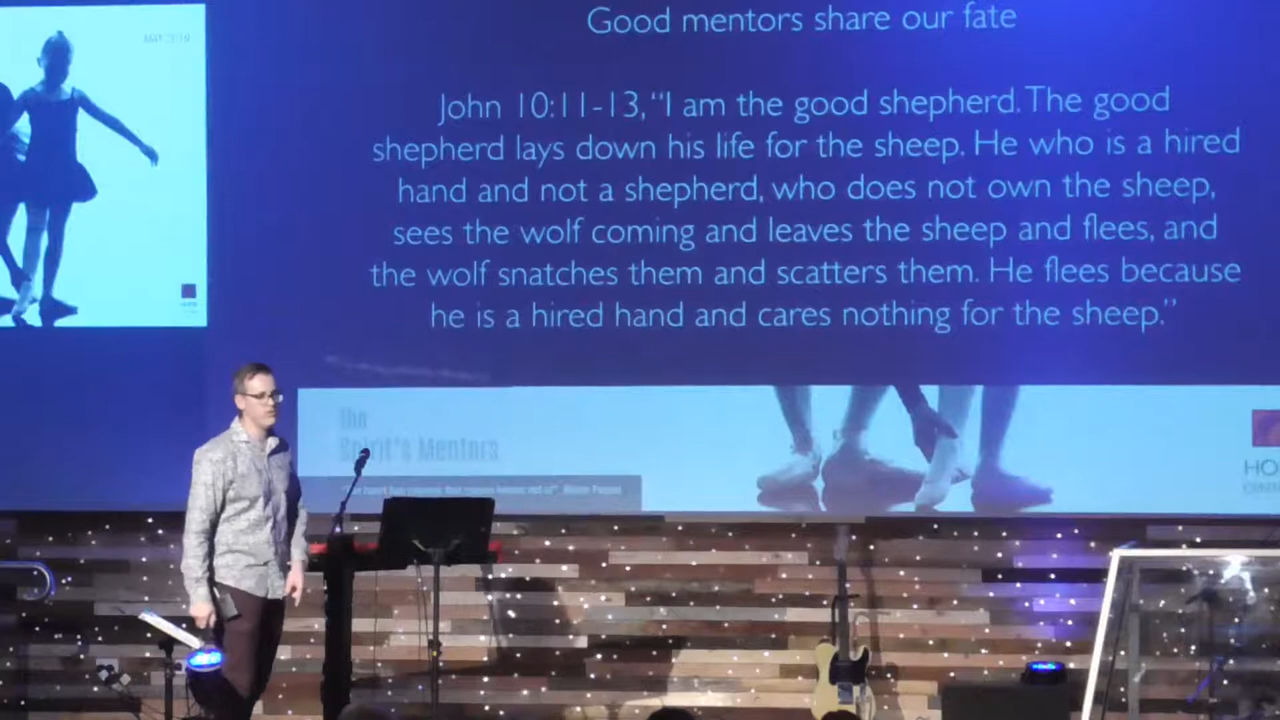 Good mentors share our fate
John 10:11-13, “I am the good shepherd. The good
shepherd lays down his life for the sheep. He who is a hired
hand and not a shepherd, who does not own the sheep,
sees the wolf coming and leaves the sheep and flees, and
the wolf snatches them and scatters them. He flees because
he is a hired hand and cares nothing for the sheep.”
The
Spirit's Mentors
HO